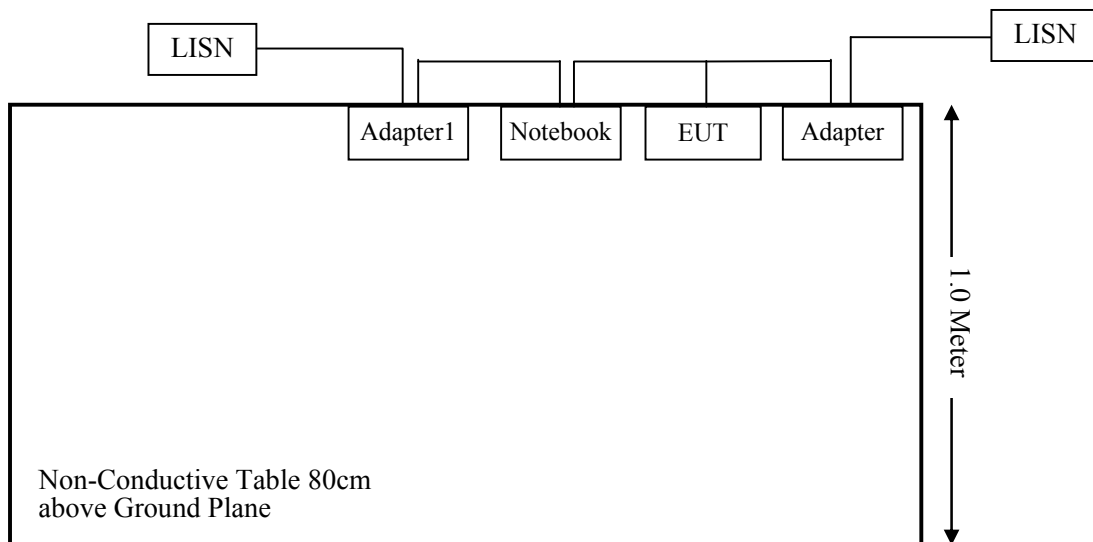 LISN
LISN
Adapter1
Notebook
EUT
Adapter
1.0 Meter
Non-Conductive Table 80cm
above Ground Plane